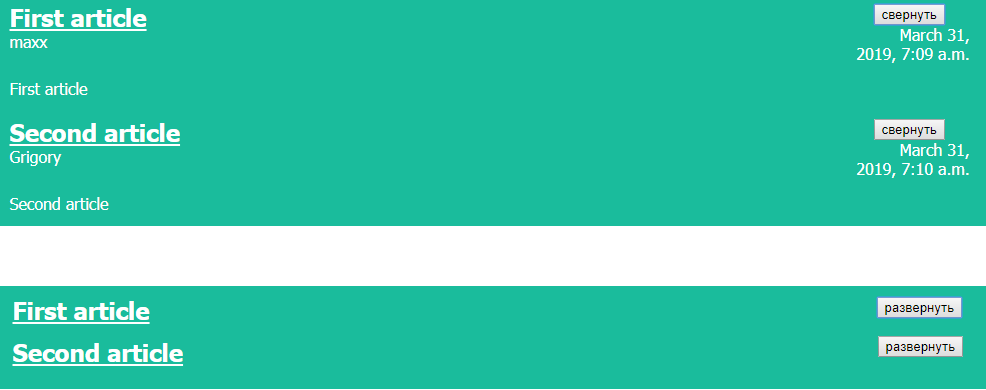 First article
свернуть
maxx
March 31,
2019, 7:09 a.m.
First article
Second article
свернуть
Grigory
March 31,
2019, 7:10 a.m.
Second article
First article
развернуть
Second article
развернуть